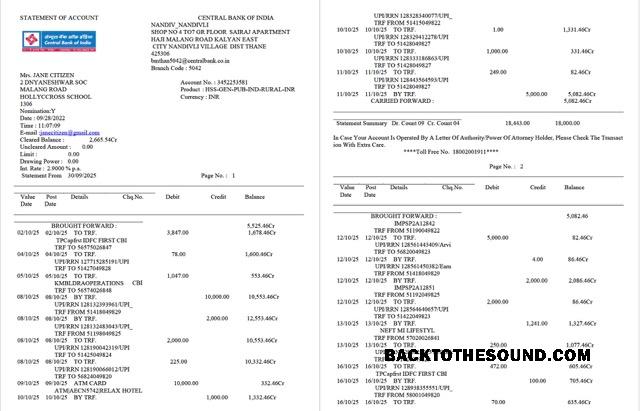 STATEMENT OF ACCOUNT
CENTRAL BANK OF INDIA
Central Bank of India
NANDIV_NANDIVLI
SHOP NO 4 TO7 GR FLOOR SAIRAJ APARTMENT
HAJI MALANG ROAD KALYAN EAST
CITY NANDIVLI VILLAGE DIST THANE
425306
bmthan5042@centralbank.co.in
Branch Code : 5042
Mrs. JANE CITIZEN
2 DNYANESHWAR SOC
MALANG ROAD
HOLLYCCROSS SCHOOL
1306
Nomination:Y
Date : 09/28/2022
Time : 11:07:09
E-mail :janecitizen@gmail.com
Cleared Balance : 2,665.54Cr
Uncleared Amount : 0.00
Limit : 0.00
Drawing Power : 0.00
Int. Rate : 2.9000 % p.a.
Statement From 30/09/2025
Account No. : 3452253581
Product : HSS-GEN-PUB-IND-RURAL-INR
Currency : INR
Page No. : 1
Value Date Post Date Details Chq.No. Debit Credit Balance
BROUGHT FORWARD : 5,525.46Cr
02/10/25 02/10/25 TO TRF. 3,847.00 1,678.46Cr
TPCapfrst IDFC FIRST CBI
TRF TO 56575026847
04/10/25 04/10/25 TO TRF. 78.00 1,600.46Cr
UPI/RRN 127715285191/UPI
TRF TO 51427049828
05/10/25 05/10/25 TO TRF. 1,047.00 553.46Cr
KMBLDRAOPERATIONS CBI
TRF TO 56574026848
08/10/25 08/10/25 BY TRF. 10,000.00 10,553.46Cr
UPI/RRN 128132393961/UPI_
TRF FROM 51418049829
08/10/25 08/10/25 BY TRF. 2,000.00 12,553.46Cr
UPI/RRN 128132483043/UPI_
TRF FROM 51198049825
08/10/25 08/10/25 TO TRF. 2,000.00 10,553.46Cr
UPI/RRN 128190042319/UPI
TRF TO 51425049824
08/10/25 08/10/25 TO TRF. 225.00 10,332.46Cr
UPI/RRN 128190066012/UPI
TRF TO 56824049820
09/10/25 09/10/25 ATM CARD 10,000.00 332.46Cr
ATM|AECN5742|RELAX HOTEL
10/10/25 10/10/25 BY TRF. 1,000.00 1,332.46Cr
UPI/RRN 128328340077/UPI_
TRF FROM 51415049822
10/10/25 10/10/25 TO TRF. 1.00 1,331.46Cr
UPI/RRN 128329412278/UPI
TRF TO 51428049827
10/10/25 10/10/25 TO TRF. 1,000.00 331.46Cr
UPI/RRN 128333186863/UPI
TRF TO 51428049827
11/10/25 11/10/25 TO TRF. 249.00 82.46Cr
UPI/RRN 128443564593/UPI
TRF TO 51428049827
11/10/25 11/10/25 BY TRF. 5,000.00 5,082.46Cr
CARRIED FORWARD : 5,082.46Cr
Statement Summary Dr. Count 09 Cr. Count 04 18,443.00 18,000.00
In Case Your Account Is Operated By A Letter Of Authority/Power Of Attorney Holder, Please Check The Transact
ion With Extra Care.
****Toll Free No. 18002001911****
Page No. : 2
Value Date Post Date Details Chq.No. Debit Credit Balance
BROUGHT FORWARD : 5,082.46
IMPSP2A12842
TRF FROM 51190049822
12/10/25 12/10/25 TO TRF. 5,000.00 82.46Cr
UPI/RRN 128561443409/Arvi
TRF TO 56820049823
12/10/25 12/10/25 BY TRF. 4.00 86.46Cr
UPI/RRN 128561450382/Earn
TRF FROM 51418049829
12/10/25 12/10/25 BY TRF. 2,000.00 2,086.46Cr
IMPSP2A12851
TRF FROM 51192049825
12/10/25 12/10/25 TO TRF. 2,000.00 86.46Cr
UPI/RRN 128564640657/UPI
TRF TO 51422049823
13/10/25 13/10/25 BY TRF. 1,241.00 1,327.46Cr
NEFT MI LIFESTYL
TRF FROM 57020026841
13/10/25 13/10/25 TO TRF. 250.00 1,077.46Cr
16/10/25 16/10/25 TO TRF. 472.00 605.46Cr
TPCapfrst IDFC FIRST CBI
16/10/25 16/10/25 BY TRF. 100.00 705.46Cr
UPI/RRN 128938355551/UPI_
TRF FROM 58001049820
16/10/25 16/10/25 TO TRF. 70.00 635.46Cr
BACKTOTHESOUND.COM